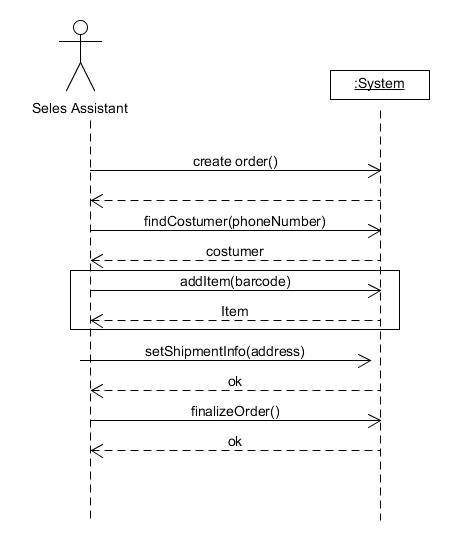 :System
Seles Assistant
create order()
findCostumer(phoneNumber)
costumer
addItem(barcode)
Item
setShipmentInfo(address)
ok
finalizeOrder()
ok